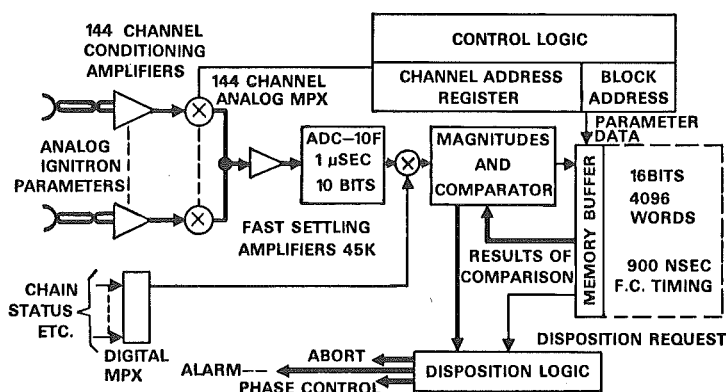 144 CHANNEL
CONDITIONING
AMPLIFIERS
CONTROL LOGIC
CHANNEL ADDRESS
REGISTER
BLOCK
ADDRESS
144 CHANNEL
ANALOG MPX
PARAMETER
DATA
ANALOG
IGNITRON
PARAMETERS
ADC-10F
1 µSEC
10 BITS
MAGNITUDES
AND
COMPARATOR
MEMORY BUFFER
16BITS
4096
WORDS
900 NSEC
F.C. TIMING
FAST SETTLING
AMPLIFIERS 45K
RESULTS OF
COMPARISON
CHAIN
STATUS
ETC.
DIGITAL
MPX
DISPOSITION REQUEST
ABORT
ALARM--
PHASE CONTROL
DISPOSITION LOGIC